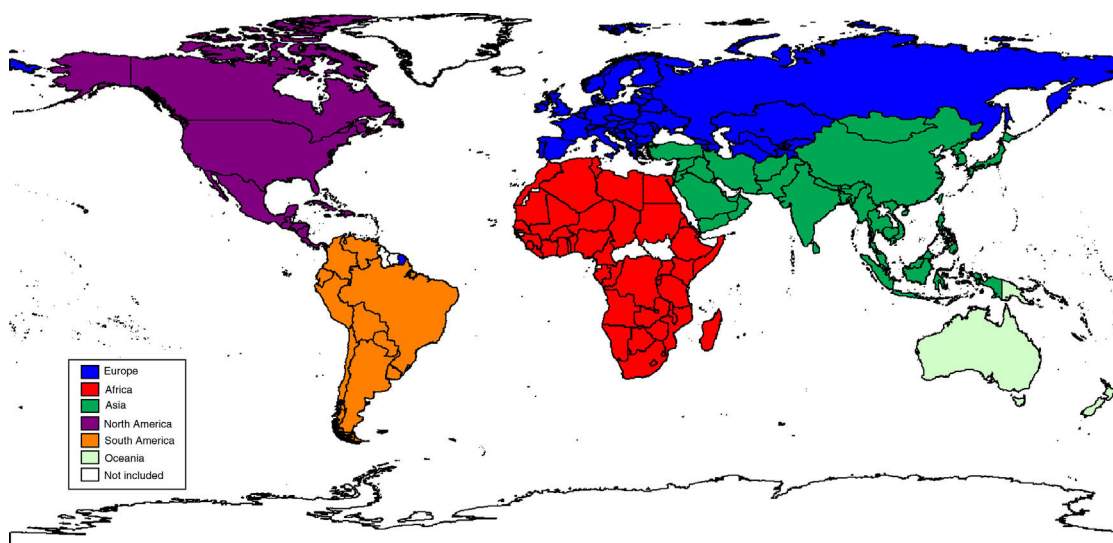 Europe
Africa
Asia
North America
South America
Oceania
Not included